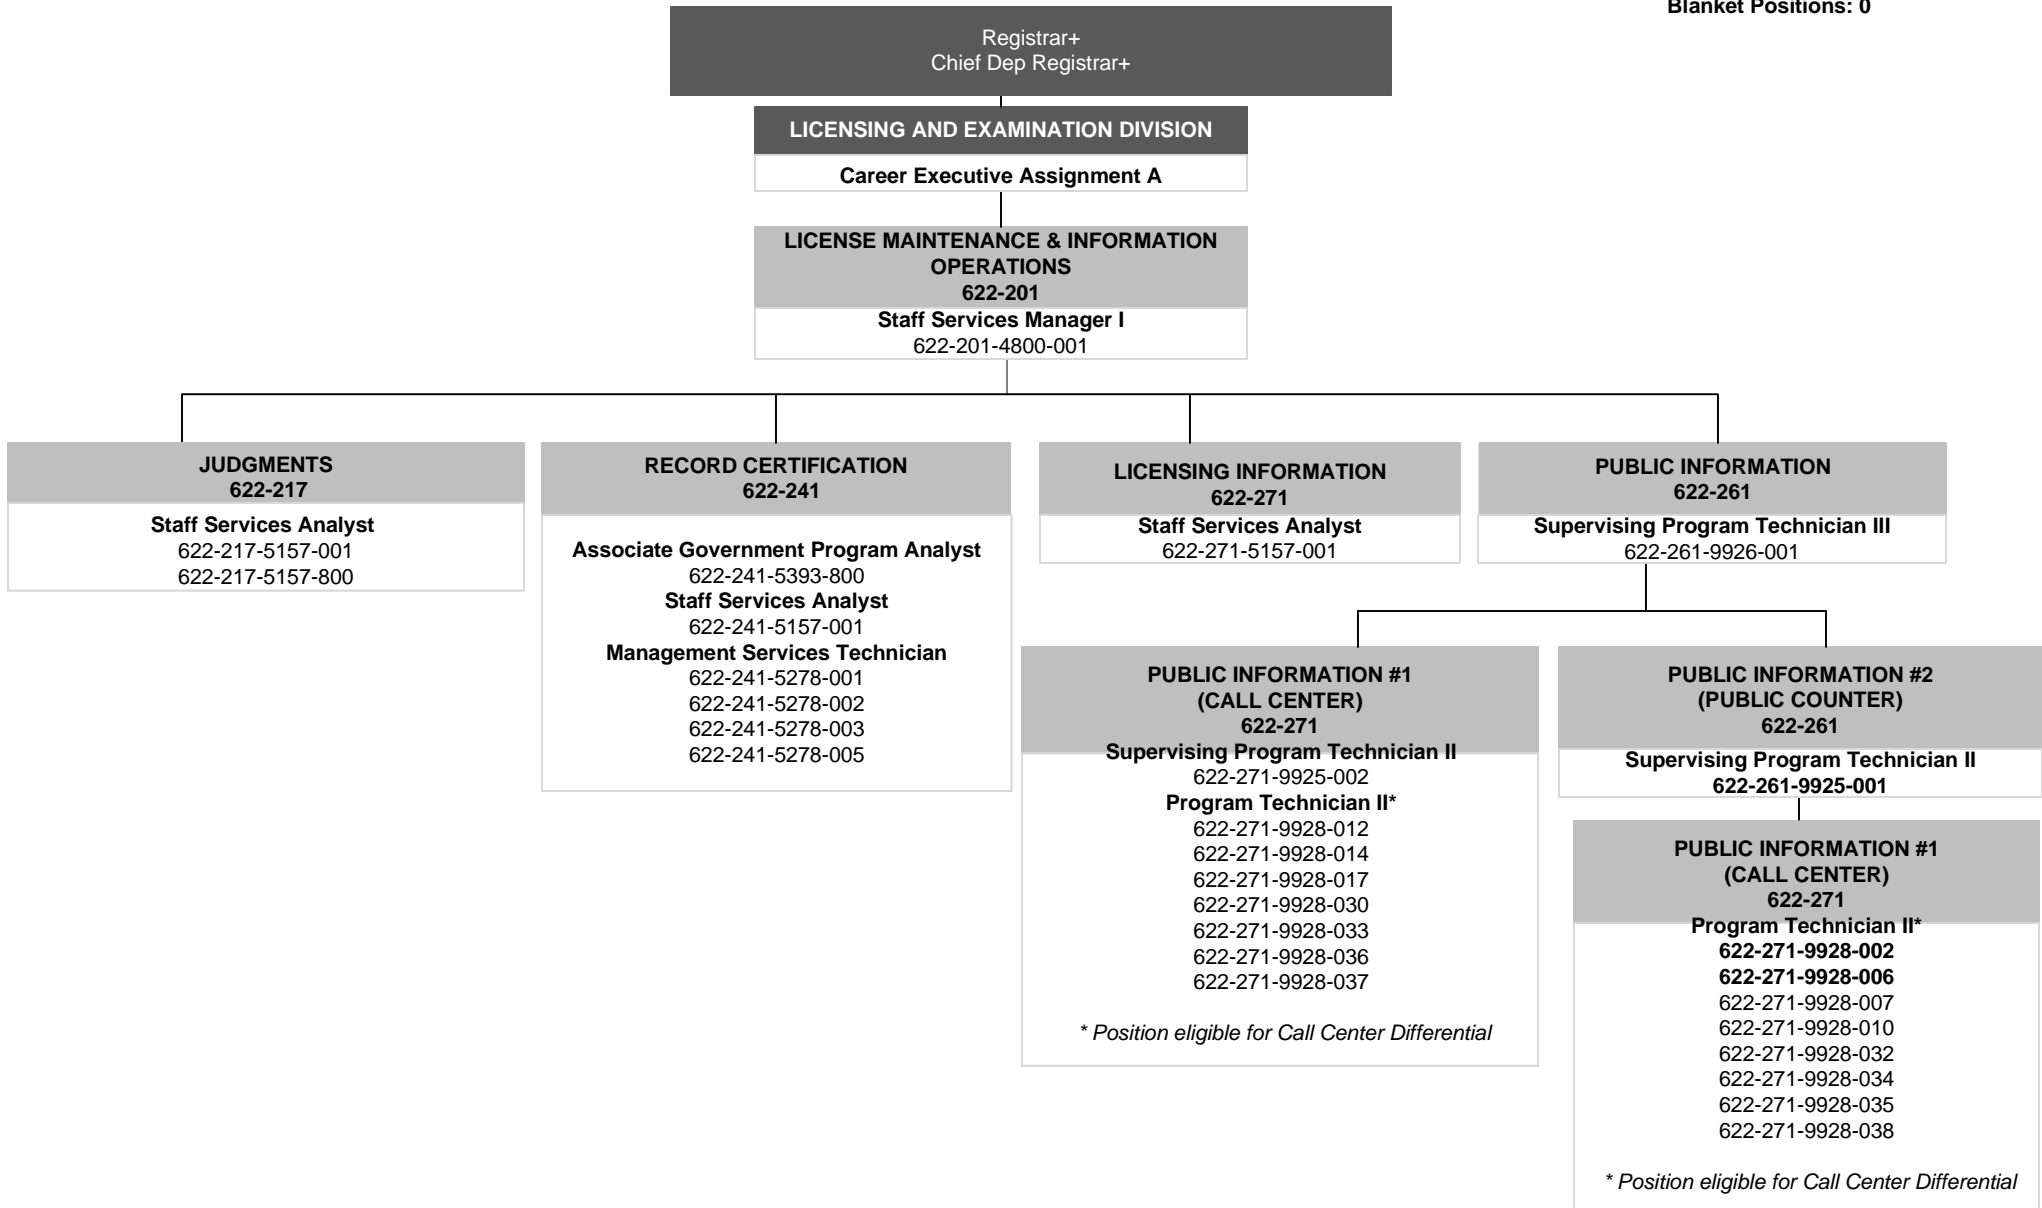 Blanket Positions: 0
Registrar+
Chief Dep Registrar+
LICENSING AND EXAMINATION DIVISION
Career Executive Assignment A
LICENSE MAINTENANCE & INFORMATION
OPERATIONS
622-201
Staff Services Manager I
622-201-4800-001
JUDGMENTS
622-217
Staff Services Analyst
622-217-5157-001
622-217-5157-800
RECORD CERTIFICATION
622-241
Associate Government Program Analyst
622-241-5393-800
Staff Services Analyst
622-241-5157-001
Management Services Technician
622-241-5278-001
622-241-5278-002
622-241-5278-003
622-241-5278-005
LICENSING INFORMATION
622-271
Staff Services Analyst
622-271-5157-001
PUBLIC INFORMATION
622-261
Supervising Program Technician III
622-261-9926-001
PUBLIC INFORMATION #1
(CALL CENTER)
622-271
Supervising Program Technician II
622-271-9925-002
Program Technician II*
622-271-9928-012
622-271-9928-014
622-271-9928-017
622-271-9928-030
622-271-9928-033
622-271-9928-036
622-271-9928-037
* Position eligible for Call Center Differential
PUBLIC INFORMATION #2
(PUBLIC COUNTER)
622-261
Supervising Program Technician II
622-261-9925-001
PUBLIC INFORMATION #1
(CALL CENTER)
622-271
Program Technician II*
622-271-9928-002
622-271-9928-006
622-271-9928-007
622-271-9928-010
622-271-9928-032
622-271-9928-034
622-271-9928-035
622-271-9928-038
* Position eligible for Call Center Differential